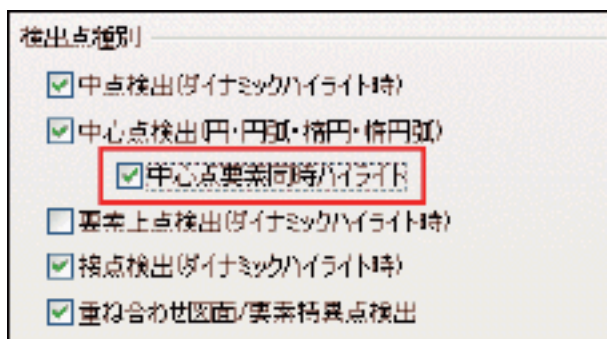 検出点種別
中点検出(ダイナミックハイライト時)
中心点検出(円・円弧・楕円・楕円弧)
中心点要素同時ハイライト
要素上点検出(ダイナミックハイライト時)
接点検出(ダイナミックハイライト時)
重ね合わせ図面/要素特異点検出